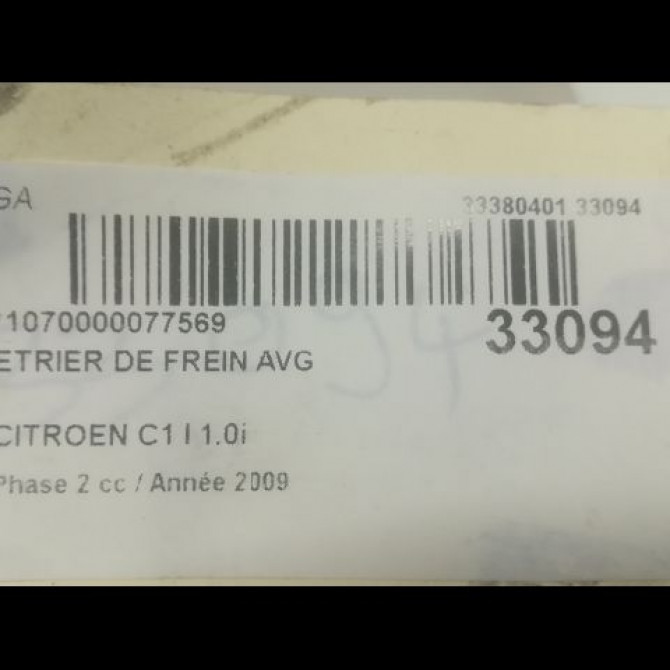 GA
33380401 33094
*1070000077569
33094
ETRIER DE FREIN AVG
CITROEN C1 I 1.0i
Phase 2 cc / Année 2009